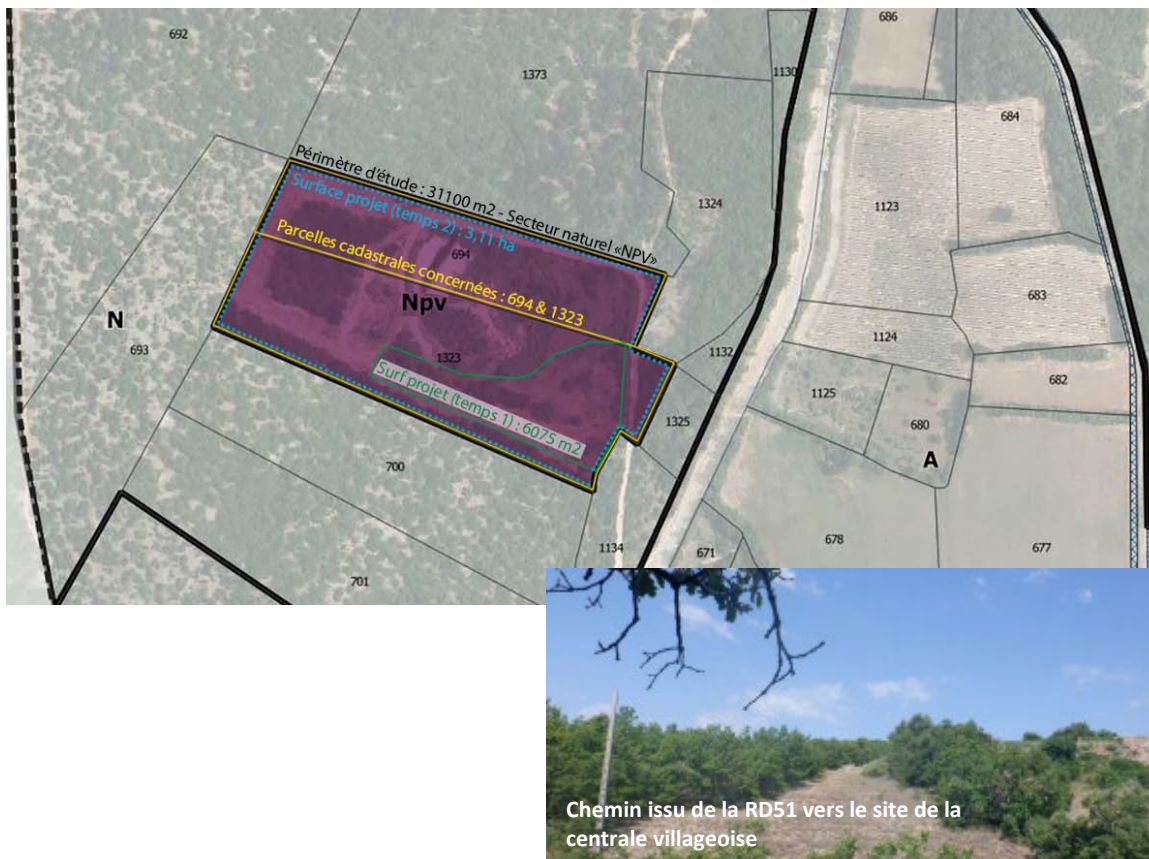 692
686
1373
1130
684
Périmètre d'étude : 31100 m2 - Secteur naturel «NPV»
Surface projet (temps 2) : 3,11 ha
1324
1123
Parcelles cadastrales concernées : 694 & 1323
694
Npv
683
N
693
1124
1132
1323
682
Surf projet (temps 1) : 6075 m2
1125
1325
680
A
700
678
677
1134
671
701
Chemin issu de la RD51 vers le site de la
centrale villageoise